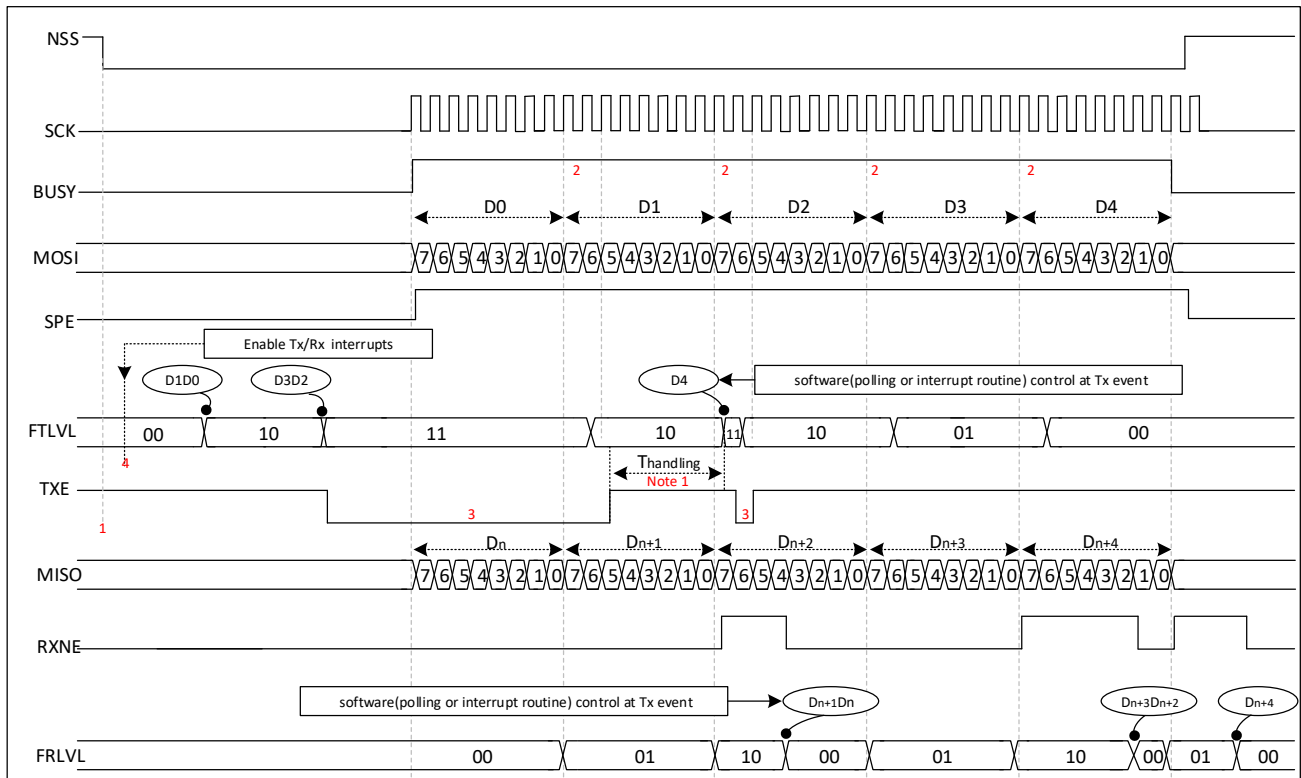 NSS
SCK
BUSY
2 2 2 2
D0 D1 D2 D3 D4
MOSI
7 6 5 4 3 2 1 0 7 6 5 4 3 2 1 0 7 6 5 4 3 2 1 0 7 6 5 4 3 2 1 0 7 6 5 4 3 2 1 0
SPE
Enable Tx/Rx interrupts
D1D0 D3D2 D4 software(polling or interrupt routine) control at Tx event
FTLVL
00 10 11 10 11 10 01 00
4
Thandling
Note 1
TXE
1
3 3
Dn Dn+1 Dn+2 Dn+3 Dn+4
MISO
7 6 5 4 3 2 1 0 7 6 5 4 3 2 1 0 7 6 5 4 3 2 1 0 7 6 5 4 3 2 1 0 7 6 5 4 3 2 1 0
RXNE
software(polling or interrupt routine) control at Tx event Dn+1Dn Dn+3Dn+2 Dn+4
FRLVL
00 01 10 00 01 10 00 01 00